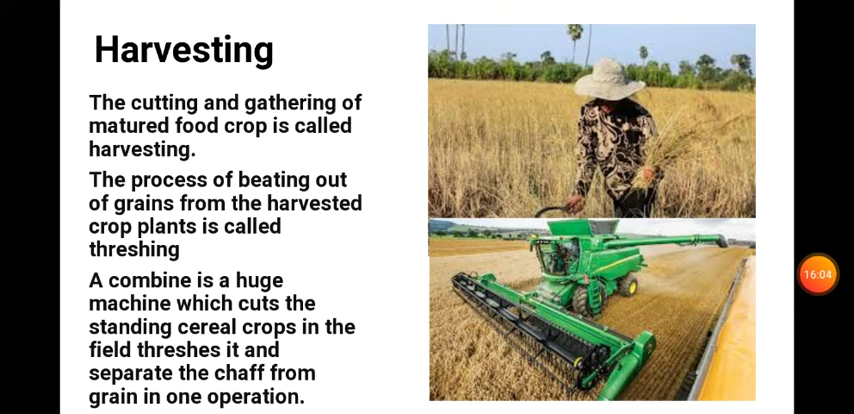 Harvesting
The cutting and gathering of
matured food crop is called
harvesting.
The process of beating out
of grains from the harvested
crop plants is called
threshing
A combine is a huge
machine which cuts the
standing cereal crops in the
field threshes it and
separate the chaff from
grain in one operation.
16:04